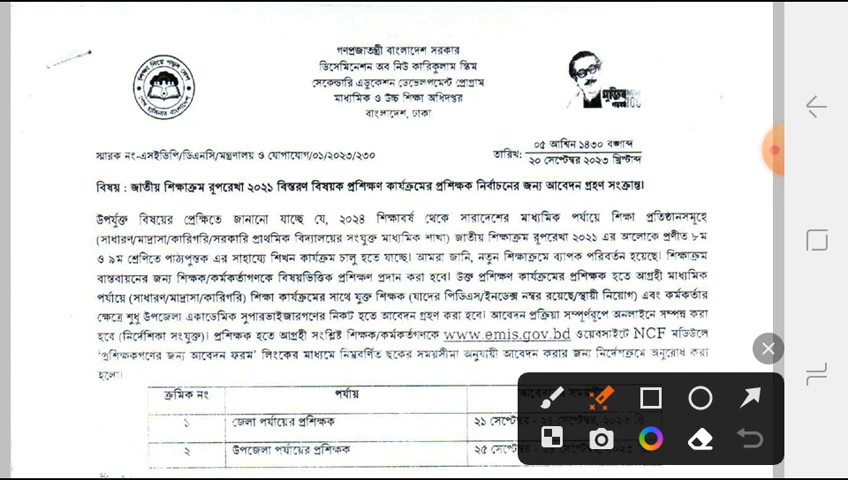 গণপ্রজাতন্ত্রী বাংলাদেশ সরকার
ডিসেমিনেশন অব নিউ কারিকুলাম স্কিম
সেকেন্ডারি এডুকেশন ডেভেলপমেন্ট প্রোগ্রাম
মাধ্যমিক ও উচ্চ শিক্ষা অধিদপ্তর
বাংলাদেশ, ঢাকা
স্মারক নং-এসইডিপি/ডিএনসি/মন্ত্রণালয় ও যোগাযোগ/০১/২০২৩/২৩০
তারিখ: ০৫ আশ্বিন ১৪৩০ বঙ্গাব্দ
২০ সেপ্টেম্বর ২০২৩ খ্রিস্টাব্দ
বিষয় : জাতীয় শিক্ষাক্রম রূপরেখা ২০২১ বিস্তরণ বিষয়ক প্রশিক্ষণ কার্যক্রমের প্রশিক্ষক নির্বাচনের জন্য আবেদন গ্রহণ সংক্রান্ত।
উপর্যুক্ত বিষয়ের প্রেক্ষিতে জানানো যাচ্ছে যে, ২০২৪ শিক্ষাবর্ষ থেকে সারাদেশের মাধ্যমিক পর্যায়ে শিক্ষা প্রতিষ্ঠানসমূহে
(সাধারণ/মাদ্রাসা/কারিগরি/সরকারি প্রাথমিক বিদ্যালয়ের সংযুক্ত মাধ্যমিক শাখা) জাতীয় শিক্ষাক্রম রূপরেখা ২০২১ এর আলোকে প্রণীত ৮ম
ও ৯ম শ্রেণিতে পাঠ্যপুস্তক এর সাহায্যে শিখন কার্যক্রম চালু হতে যাচ্ছে। আমরা জানি, নতুন শিক্ষাক্রমে ব্যাপক পরিবর্তন হয়েছে। শিক্ষাক্রম
বাস্তবায়নের জন্য শিক্ষক/কর্মকর্তাগণকে বিষয়ভিত্তিক প্রশিক্ষণ প্রদান করা হবে। উক্ত প্রশিক্ষণ কার্যক্রমের প্রশিক্ষক হতে আগ্রহী মাধ্যমিক
পর্যায়ে (সাধারণ/মাদ্রাসা/কারিগরি) শিক্ষা কার্যক্রমের সাথে যুক্ত শিক্ষক (যাদের পিডিএস/ইনডেক্স নম্বর রয়েছে/স্থায়ী নিয়োগ) এবং কর্মকর্তার
ক্ষেত্রে শুধু উপজেলা একাডেমিক সুপারভাইজারগণের নিকট হতে আবেদন গ্রহণ করা হবে। আবেদন প্রক্রিয়া সম্পূর্ণরূপে অনলাইনে সম্পন্ন করা
হবে (নির্দেশিকা সংযুক্ত)। প্রশিক্ষক হতে আগ্রহী সংশ্লিষ্ট শিক্ষক/কর্মকর্তাগণকে www.emis.gov.bd ওয়েবসাইটে NCF মডিউলে
'প্রশিক্ষকগণের জন্য আবেদন ফরম' লিংকের মাধ্যমে নিম্নবর্ণিত ছকের সময়সীমা অনুযায়ী আবেদন করার জন্য নির্দেশক্রমে অনুরোধ করা
হলো।
ক্রমিক নং পর্যায়
১ জেলা পর্যায়ের প্রশিক্ষক ২১ সেপ্টেম্বর
২ উপজেলা পর্যায়ের প্রশিক্ষক ২৫ সেপ্টেম্বর